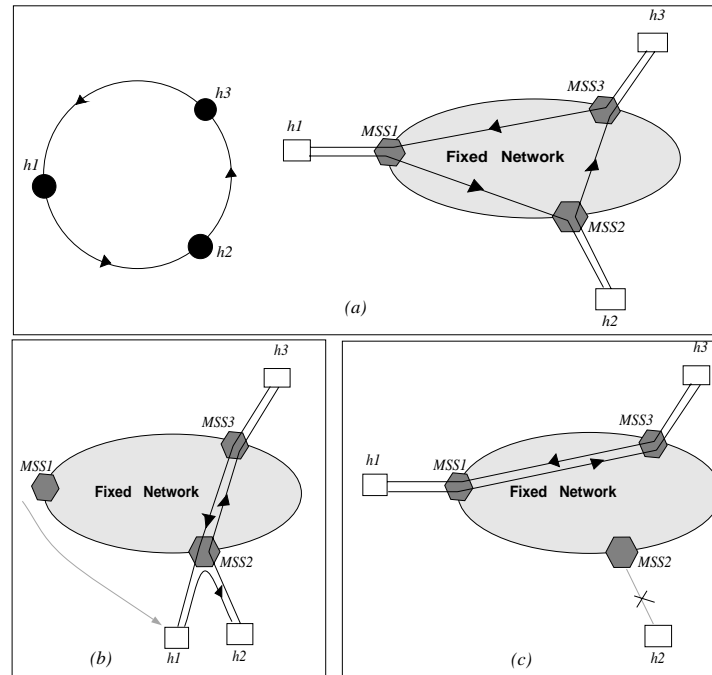 h3
h1
h2
h3
MSS3
h1
MSS1
Fixed Network
MSS2
h2
(a)
h3
MSS3
MSS1
Fixed Network
MSS2
h1
h2
(b)
h3
MSS3
h1
MSS1
Fixed Network
MSS2
h2
(c)